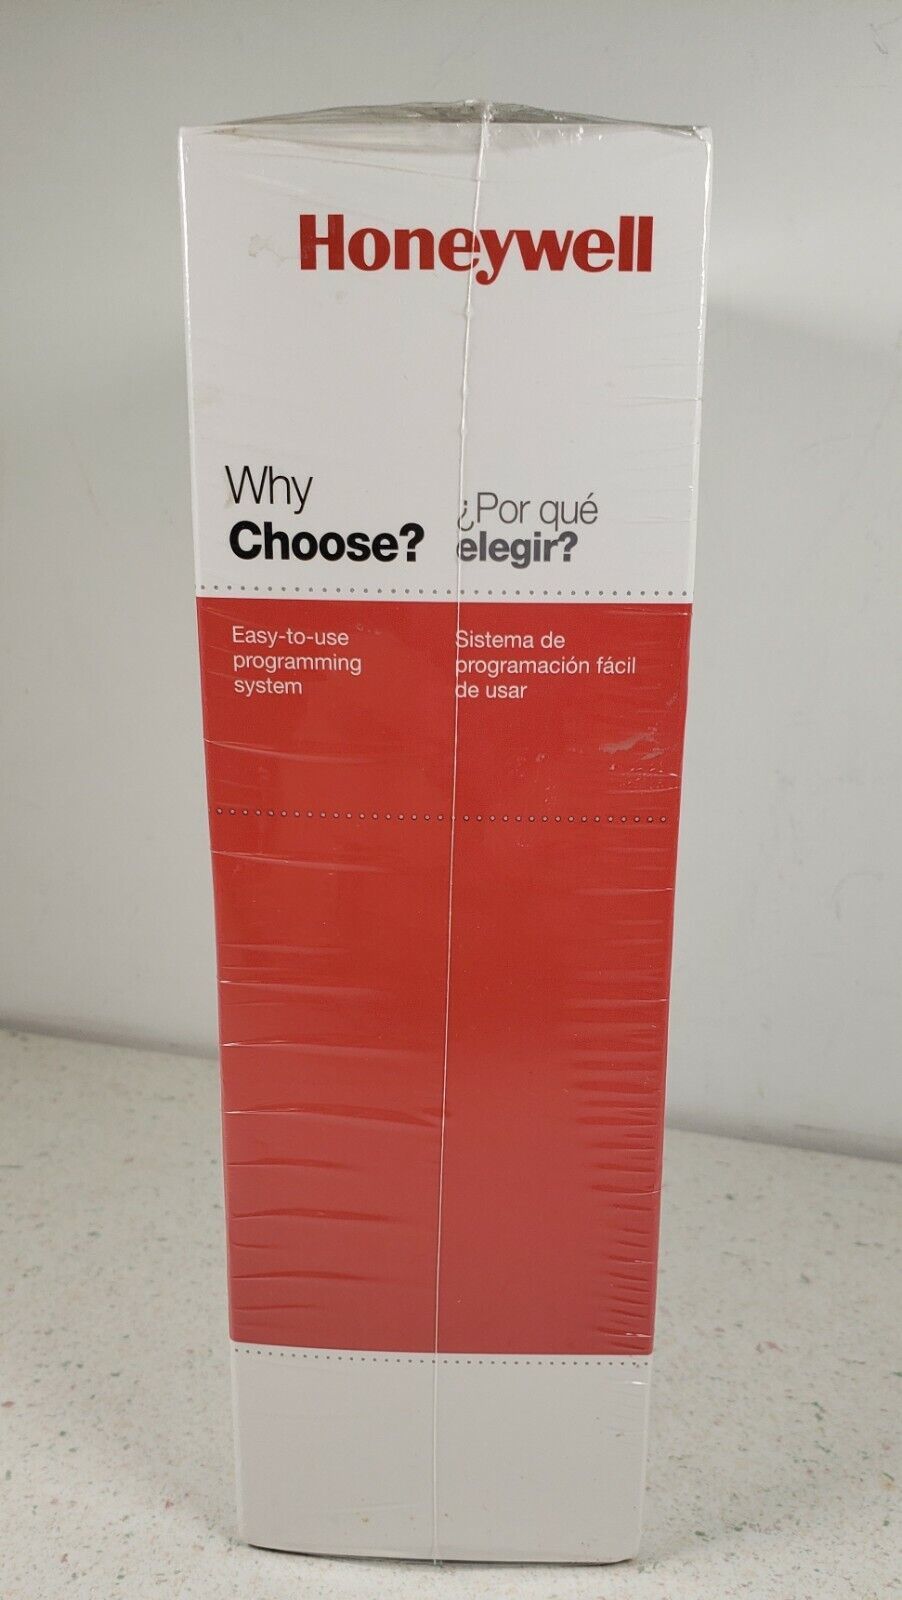 Honeywell
Why
Choose?
¿Por qué
elegir?
Easy-to-use
programming
system
Sistema de
programación fácil
de usar